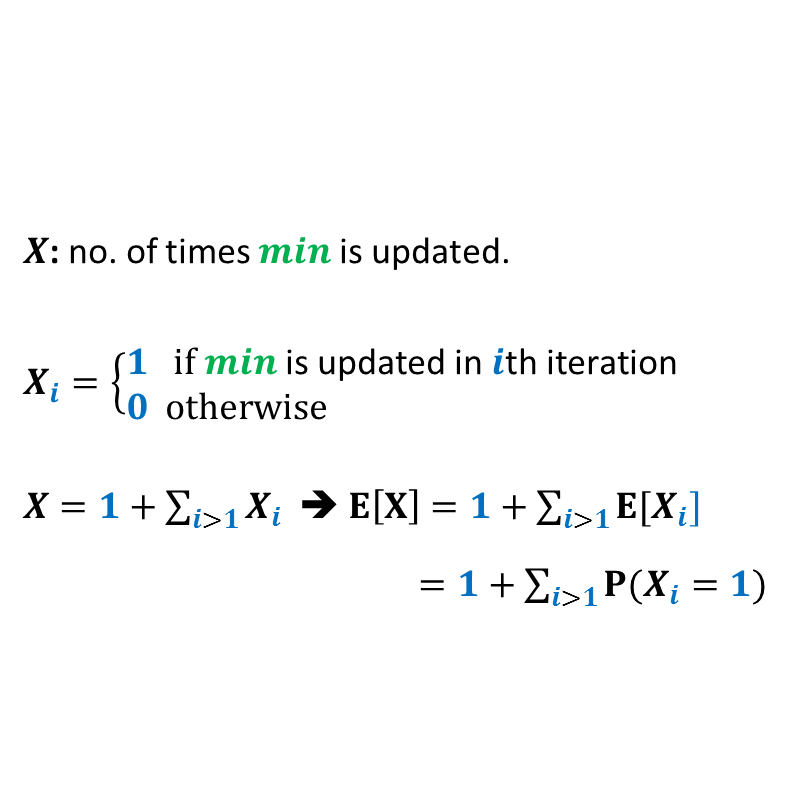 X: no. of times min is updated.
Xᵢ = { 1 if min is updated in ith iteration
0 otherwise
X = 1 + ∑ᵢ>₁ Xᵢ ➔ E[X] = 1 + ∑ᵢ>₁ E[Xᵢ]
= 1 + ∑ᵢ>₁ P(Xᵢ = 1)